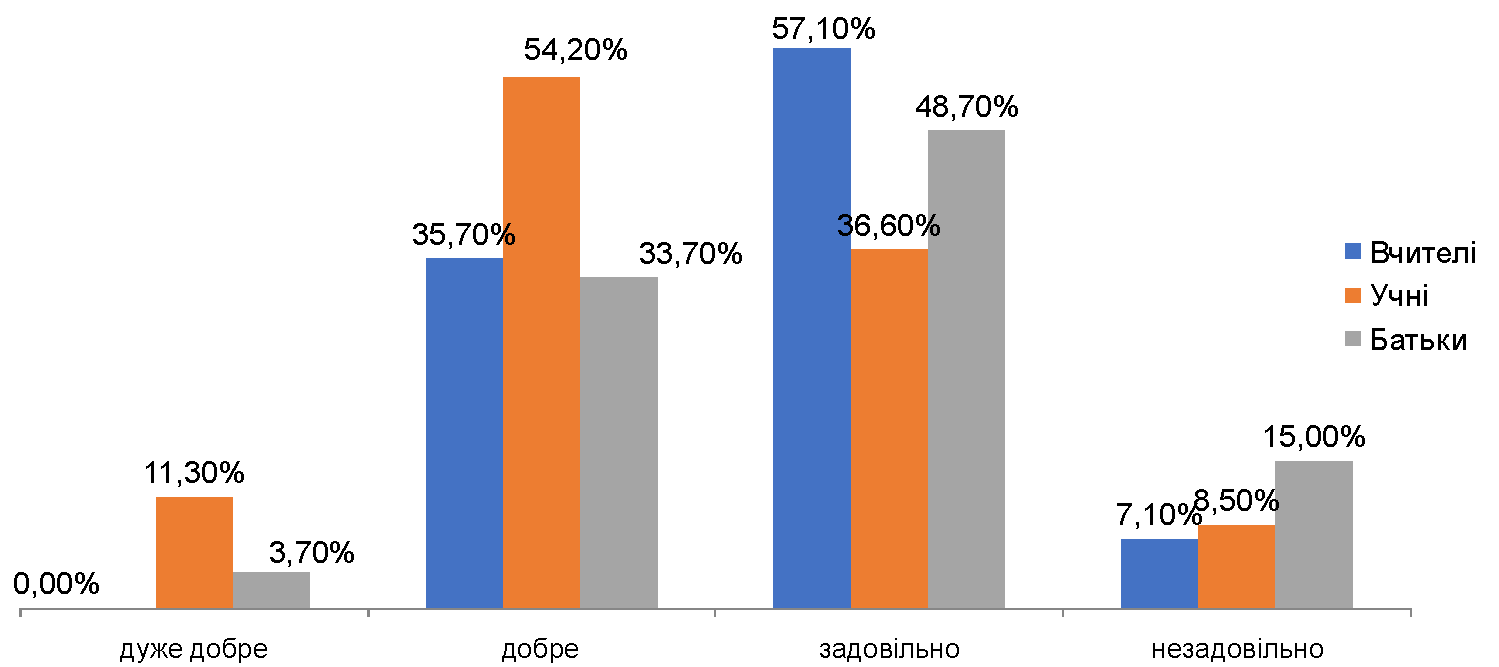 57,10%
54,20%
48,70%
35,70%
36,60%
33,70%
Вчителі
Учні
Батьки
11,30%
15,00%
7,10%
8,50%
3,70%
0,00%
дуже добре
добре
задовільно
незадовільно